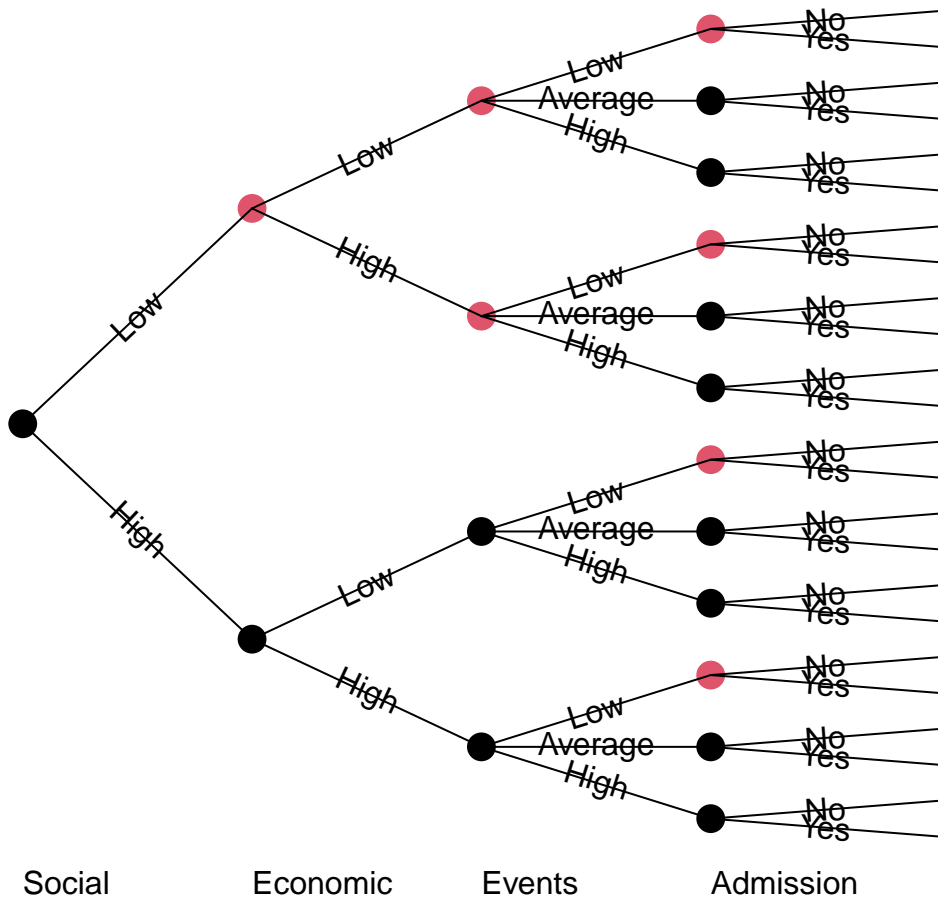 No
Yes
Low
Average
No
Yes
High
Low
No
Yes
Low
No
Yes
High
Low
Average
No
Yes
High
No
Yes
Low
No
Yes
Low
Average
No
Yes
High
High
Low
No
Yes
High
Low
No
Yes
Average
No
Yes
High
No
Yes
Social Economic Events Admission